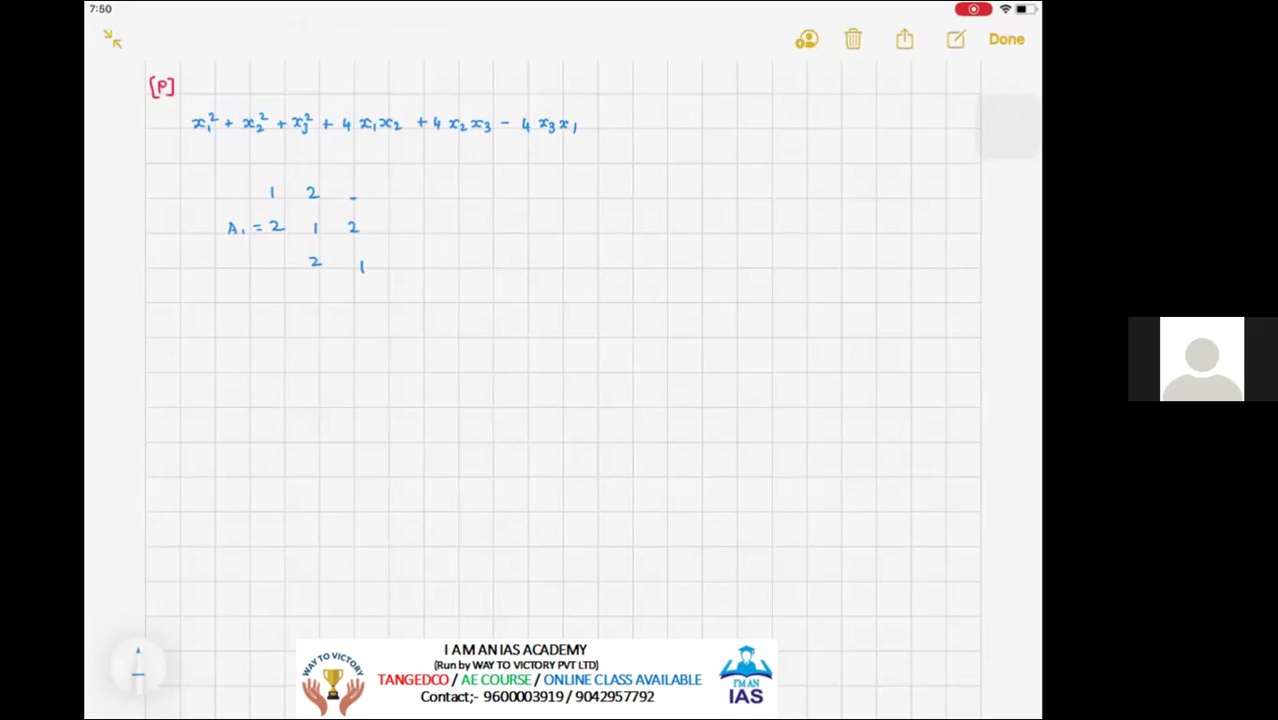 7:50
Done
[P]
x₁² + x₂² + x₃² + 4 x₁x₂ + 4 x₂x₃ - 4 x₃x₁
1 2 -
A₁ = 2 1 2
2 1
WAY TO VICTORY
I A M AN IAS ACADEMY
(Run by WAY TO VICTORY PVT LTD)
TANGEDCO / AE COURSE / ONLINE CLASS AVAILABLE
Contact;- 9600003919 / 9042957792
I'M AN
IAS